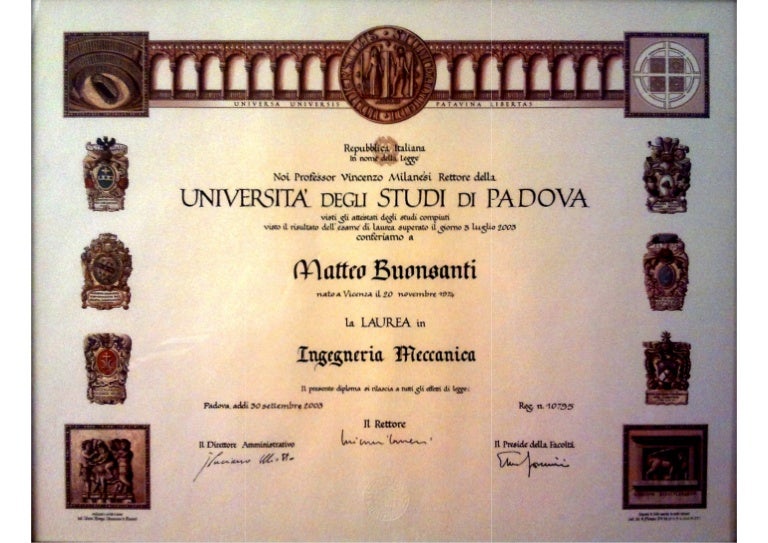 UNIVERSA UNIVERSIS PATAVINA LIBERTAS
Repubblica Italiana
In nome della Legge
Noi Professor Vincenzo Milanesi Rettore della
UNIVERSITA' DEGLI STUDI DI PADOVA
visti gli attestati degli studi compiuti
visto il risultato dell'esame di laurea superato il giorno 3 luglio 2003
conferiamo a
Matteo Buonsanti
nato a Vicenza il 20 novembre 1974
la LAUREA in
Ingegneria Meccanica
Il presente diploma si rilascia a tutti gli effetti di legge.
Padova, addì 30 settembre 2003 Reg. n. 10795
Il Rettore
Il Direttore Amministrativo Il Preside della Facoltà